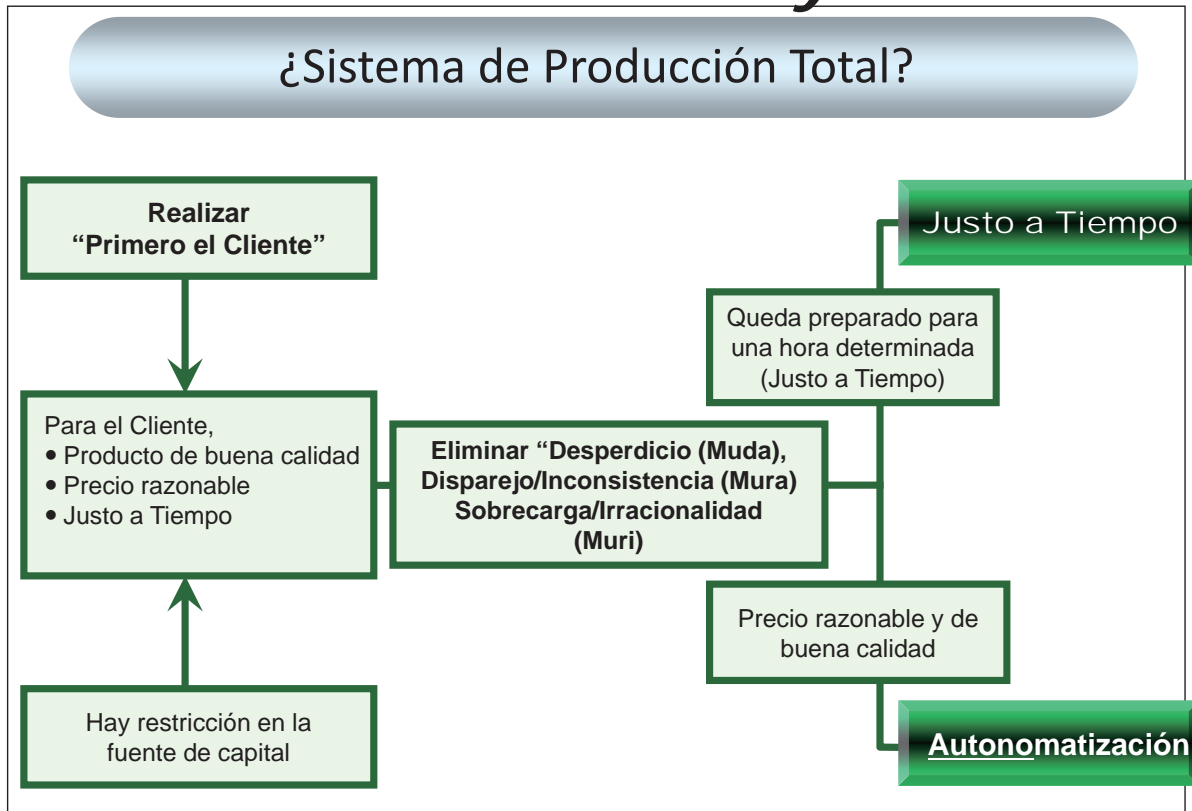 ¿Sistema de Producción Total?
Realizar
“Primero el Cliente”
Para el Cliente,
• Producto de buena calidad
• Precio razonable
• Justo a Tiempo
Hay restricción en la
fuente de capital
Eliminar “Desperdicio (Muda),
Disparejo/Inconsistencia (Mura)
Sobrecarga/Irracionalidad
(Muri)
Justo a Tiempo
Queda preparado para
una hora determinada
(Justo a Tiempo)
Precio razonable y de
buena calidad
Autonomatización